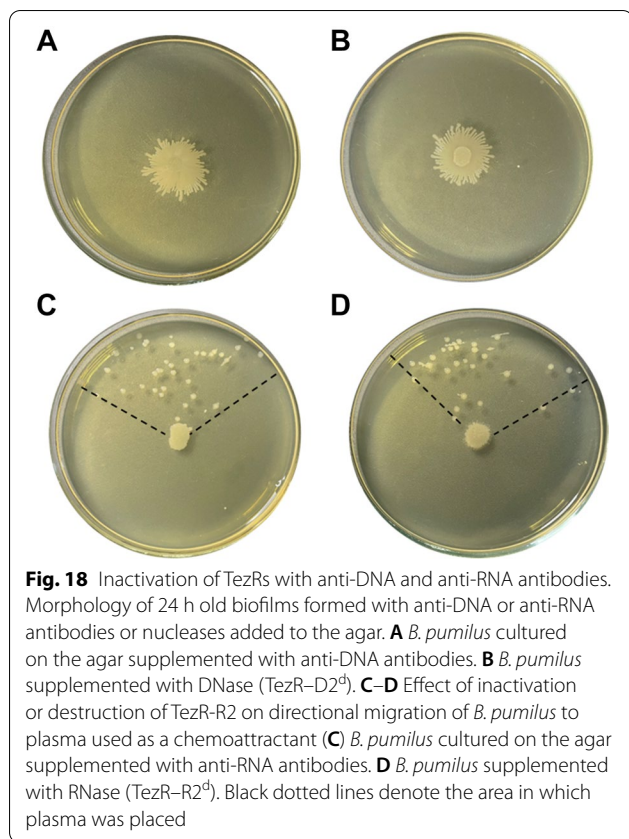 A
B
C
D
Fig. 18 Inactivation of TezRs with anti-DNA and anti-RNA antibodies.
Morphology of 24 h old biofilms formed with anti-DNA or anti-RNA
antibodies or nucleases added to the agar. A B. pumilus cultured
on the agar supplemented with anti-DNA antibodies. B B. pumilus
supplemented with DNase (TezR–D2ᵈ). C–D Effect of inactivation
or destruction of TezR-R2 on directional migration of B. pumilus to
plasma used as a chemoattractant (C) B. pumilus cultured on the agar
supplemented with anti-RNA antibodies. D B. pumilus supplemented
with RNase (TezR–R2ᵈ). Black dotted lines denote the area in which
plasma was placed